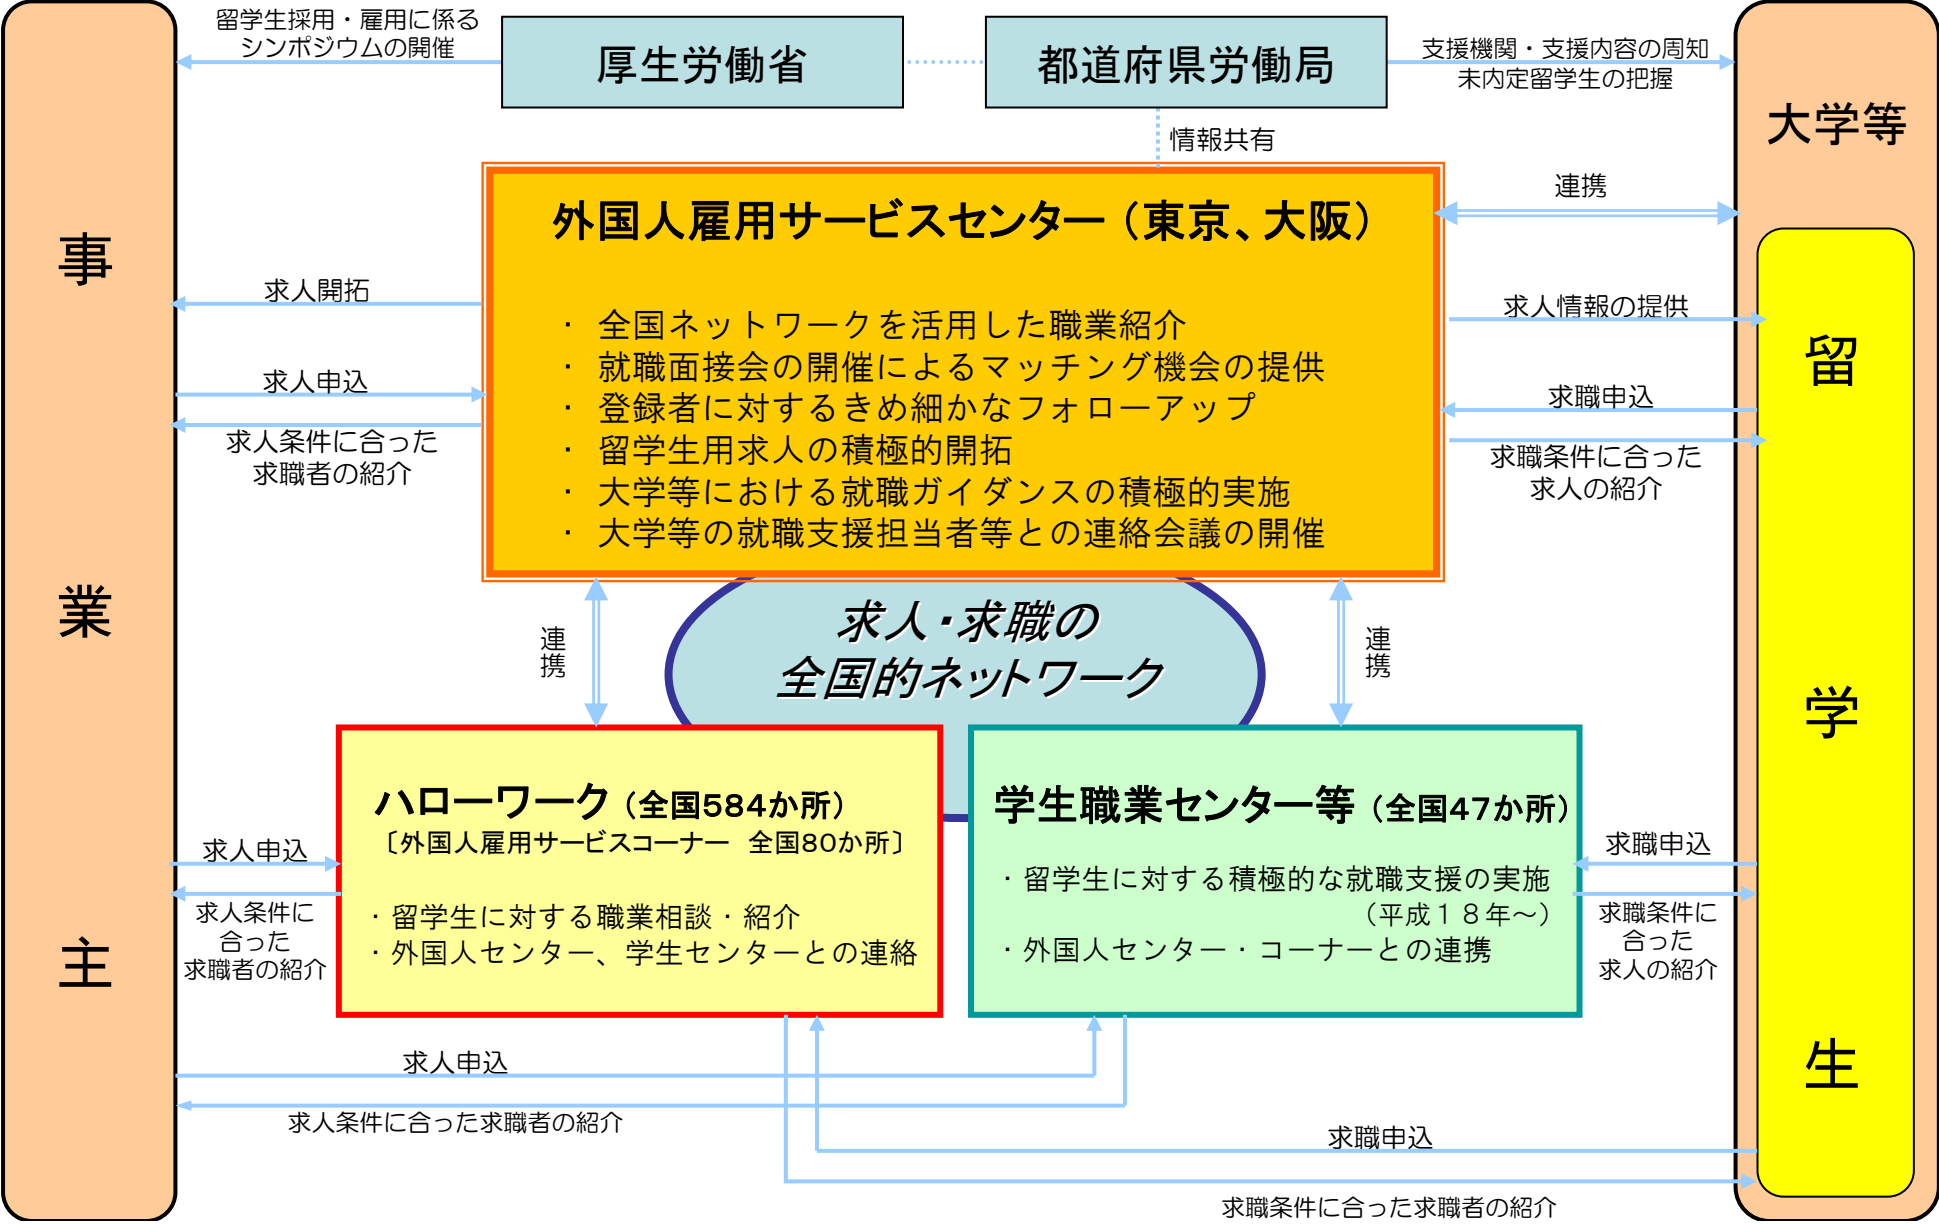 留学生採用・雇用に係る
シンポジウムの開催
厚生労働省
都道府県労働局
支援機関・支援内容の周知
未内定留学生の把握
情報共有
大学等
連携
事業主
留学生
外国人雇用サービスセンター（東京、大阪）
・ 全国ネットワークを活用した職業紹介
・ 就職面接会の開催によるマッチング機会の提供
・ 登録者に対するきめ細かなフォローアップ
・ 留学生用求人の積極的開拓
・ 大学等における就職ガイダンスの積極的実施
・ 大学等の就職支援担当者等との連絡会議の開催
求人開拓
求人申込
求人条件に合った
求職者の紹介
求人情報の提供
求職申込
求職条件に合った
求人の紹介
連携
求人・求職の
全国的ネットワーク
連携
ハローワーク（全国584か所）
〔外国人雇用サービスコーナー　全国80か所〕
・留学生に対する職業相談・紹介
・外国人センター、学生センターとの連絡
学生職業センター等（全国47か所）
・留学生に対する積極的な就職支援の実施
（平成１８年～）
・外国人センター・コーナーとの連携
求人申込
求人条件に
合った
求職者の紹介
求職申込
求職条件に
合った
求人の紹介
求人申込
求人条件に合った求職者の紹介
求職申込
求職条件に合った求職者の紹介